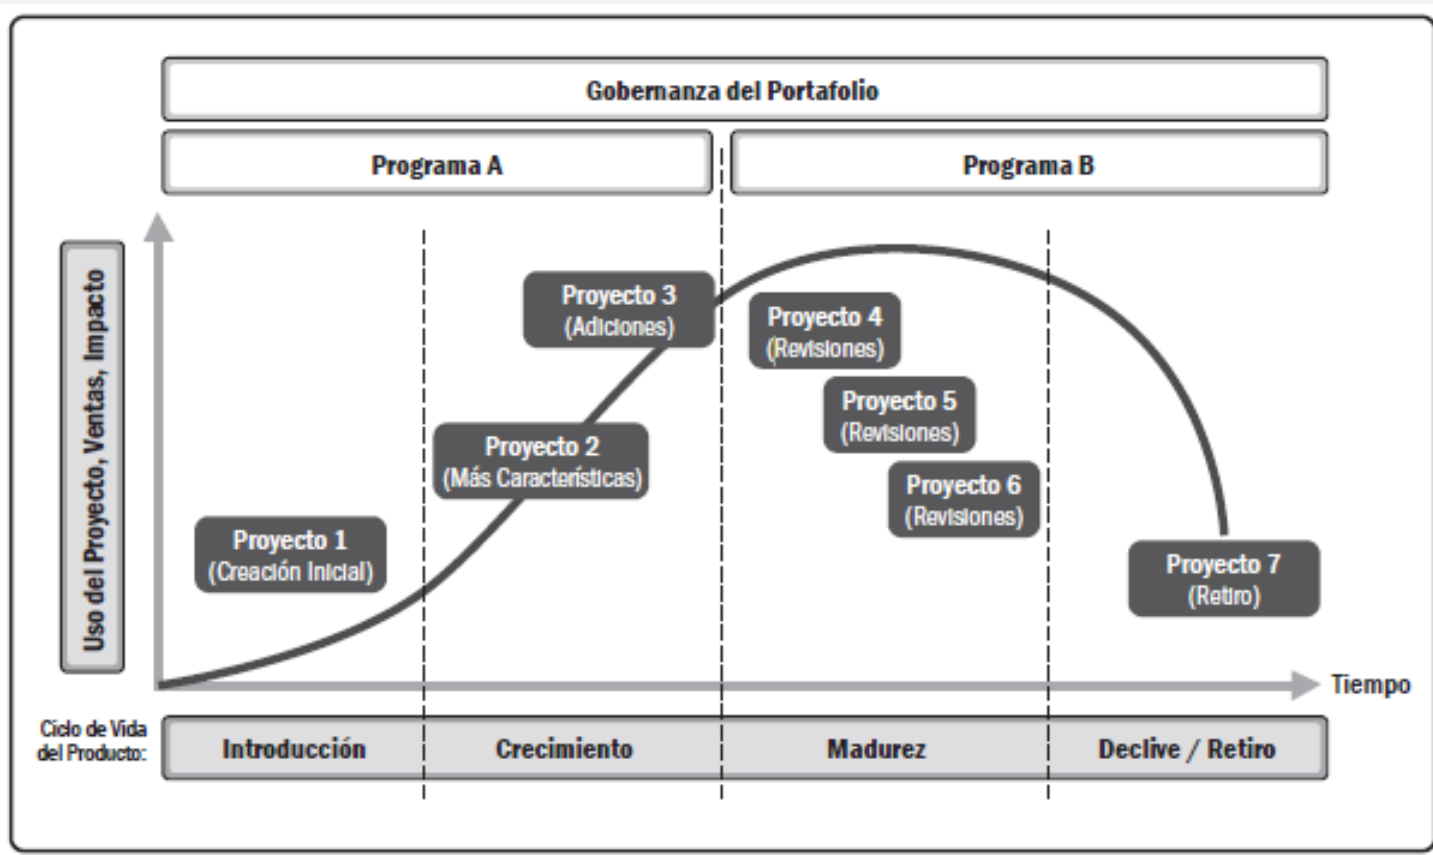 Gobernanza del Portafolio
Programa A
Programa B
Uso del Proyecto, Ventas, Impacto
Proyecto 1
(Creación Inicial)
Proyecto 2
(Más Características)
Proyecto 3
(Adiciones)
Proyecto 4
(Revisiones)
Proyecto 5
(Revisiones)
Proyecto 6
(Revisiones)
Proyecto 7
(Retiro)
Tiempo
Ciclo de Vida
del Producto:
Introducción
Crecimiento
Madurez
Declive / Retiro